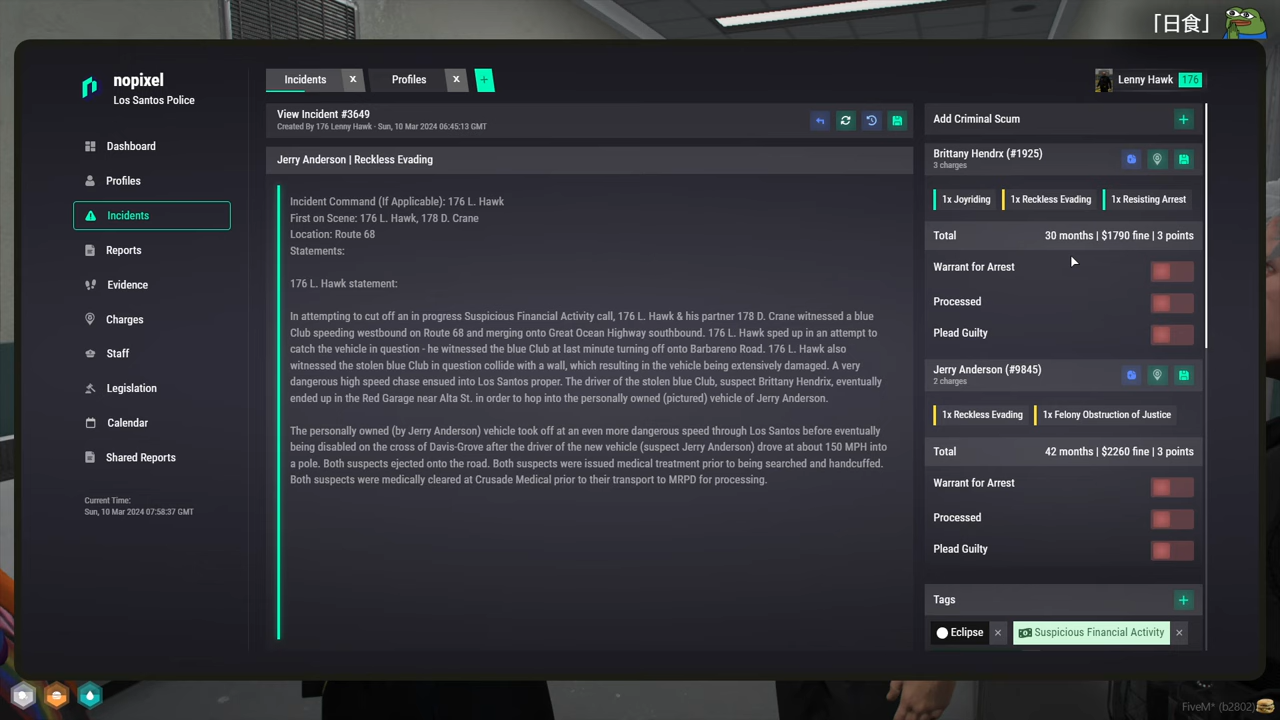 「日食」
nopixel
Los Santos Police
Dashboard
Profiles
Incidents
Reports
Evidence
Charges
Staff
Legislation
Calendar
Shared Reports
Current Time:
Sun, 10 Mar 2024 07:58:37 GMT
Incidents x Profiles x +
View Incident #3649
Created By 176 Lenny Hawk - Sun, 10 Mar 2024 06:45:13 GMT
Jerry Anderson | Reckless Evading
Incident Command (If Applicable): 176 L. Hawk
First on Scene: 176 L. Hawk, 178 D. Crane
Location: Route 68
Statements:
176 L. Hawk statement:
In attempting to cut off an in progress Suspicious Financial Activity call, 176 L. Hawk & his partner 178 D. Crane witnessed a blue
Club speeding westbound on Route 68 and merging onto Great Ocean Highway southbound. 176 L. Hawk sped up in an attempt to
catch the vehicle in question - he witnessed the blue Club at last minute turning off onto Barbareno Road. 176 L. Hawk also
witnessed the stolen blue Club in question collide with a wall, which resulting in the vehicle being extensively damaged. A very
dangerous high speed chase ensued into Los Santos proper. The driver of the stolen blue Club, suspect Brittany Hendrix, eventually
ended up in the Red Garage near Alta St. in order to hop into the personally owned (pictured) vehicle of Jerry Anderson.
The personally owned (by Jerry Anderson) vehicle took off at an even more dangerous speed through Los Santos before eventually
being disabled on the cross of Davis-Grove after the driver of the new vehicle (suspect Jerry Anderson) drove at about 150 MPH into
a pole. Both suspects ejected onto the road. Both suspects were issued medical treatment prior to being searched and handcuffed.
Both suspects were medically cleared at Crusade Medical prior to their transport to MRPD for processing.
Lenny Hawk 176
Add Criminal Scum +
Brittany Hendrx (#1925)
3 charges
1x Joyriding 1x Reckless Evading 1x Resisting Arrest
Total 30 months | $1790 fine | 3 points
Warrant for Arrest
Processed
Plead Guilty
Jerry Anderson (#9845)
2 charges
1x Reckless Evading 1x Felony Obstruction of Justice
Total 42 months | $2260 fine | 3 points
Warrant for Arrest
Processed
Plead Guilty
Tags +
Eclipse × Suspicious Financial Activity ×
FiveM* (b2802)